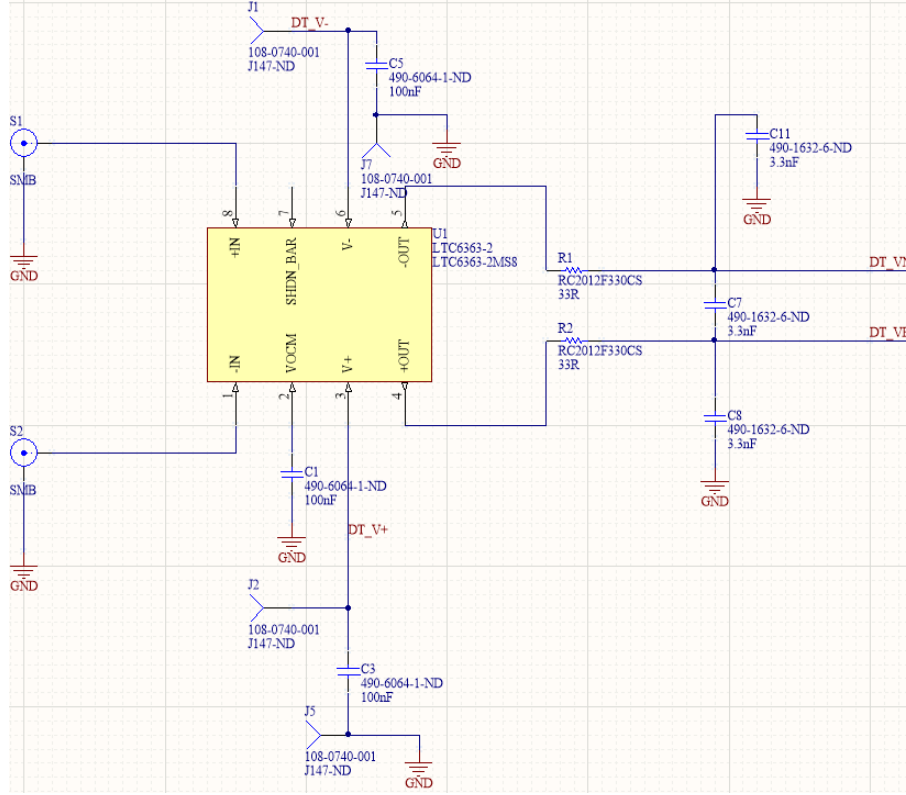 J1
DT_V-
108-0740-001
J147-ND
C5
490-6064-1-ND
100nF
S1
SMB
GND
J7
108-0740-001
J147-ND
GND
C11
490-1632-6-ND
3.3nF
GND
8
7
6
5
+IN
SHDN_BAR
V-
-OUT
U1
LTC6363-2
LTC6363-2MS8
-IN
VOCM
V+
+OUT
1
2
3
4
R1
RC2012F330CS
33R
DT_VN
C7
490-1632-6-ND
3.3nF
R2
RC2012F330CS
33R
C8
490-1632-6-ND
3.3nF
GND
S2
SMB
GND
C1
490-6064-1-ND
100nF
GND
DT_V+
J2
108-0740-001
J147-ND
C3
490-6064-1-ND
100nF
J5
108-0740-001
J147-ND
GND